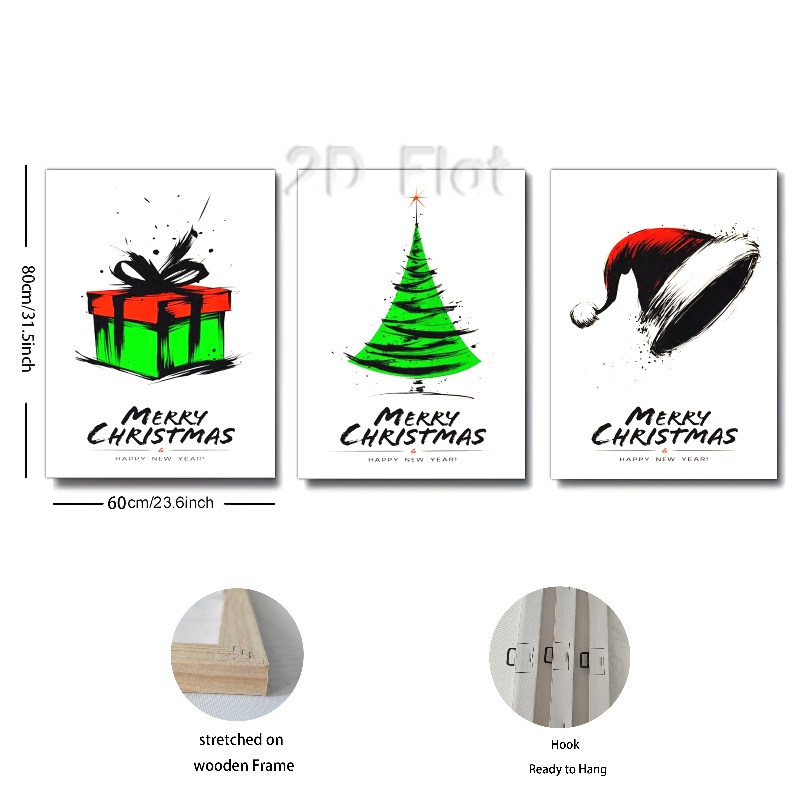 2D Flat
80cm/31.5inch
MERRY
CHRISTMAS
&
HAPPY NEW YEAR!
MERRY
CHRISTMAS
&
HAPPY NEW YEAR!
MERRY
CHRISTMAS
&
HAPPY NEW YEAR!
60cm/23.6inch
stretched on
wooden Frame
Hook
Ready to Hang